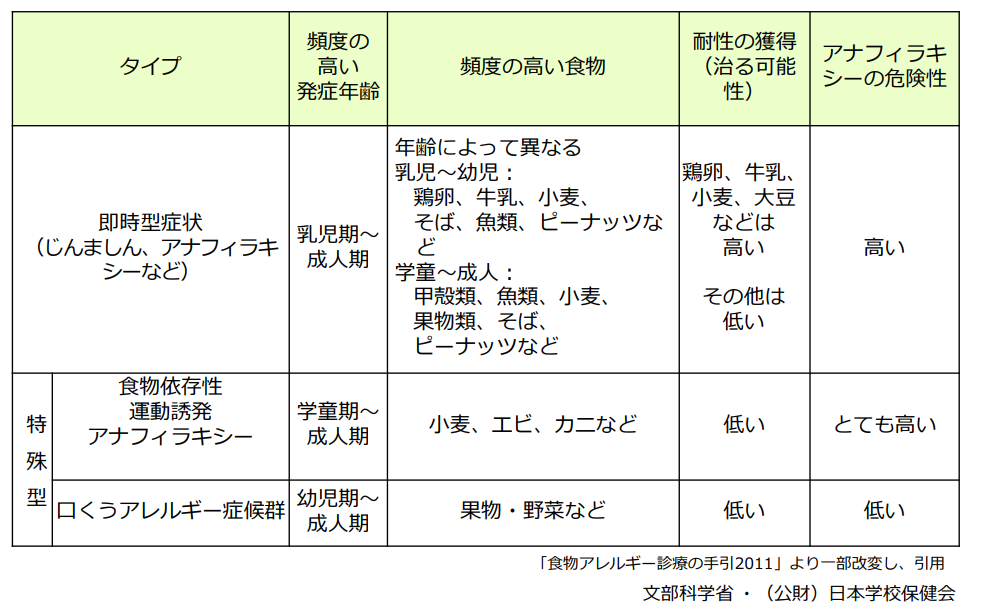 タイプ
頻度の
高い
発症年齢
頻度の高い食物
耐性の獲得
（治る可能
性）
アナフィラキ
シーの危険性
即時型症状
（じんましん、アナフィラキ
シーなど）
乳児期～
成人期
年齢によって異なる
乳児～幼児：
鶏卵、牛乳、小麦、
そば、魚類、ピーナッツな
ど
学童～成人：
甲殻類、魚類、小麦、
果物類、そば、
ピーナッツなど
鶏卵、牛乳、
小麦、大豆
などは
高い
その他は
低い
高い
特
殊
型
食物依存性
運動誘発
アナフィラキシー
学童期～
成人期
小麦、エビ、カニなど
低い
とても高い
口くうアレルギー症候群
幼児期～
成人期
果物・野菜など
低い
低い
「食物アレルギー診療の手引2011」より一部改変し、引用
文部科学省 ・（公財）日本学校保健会